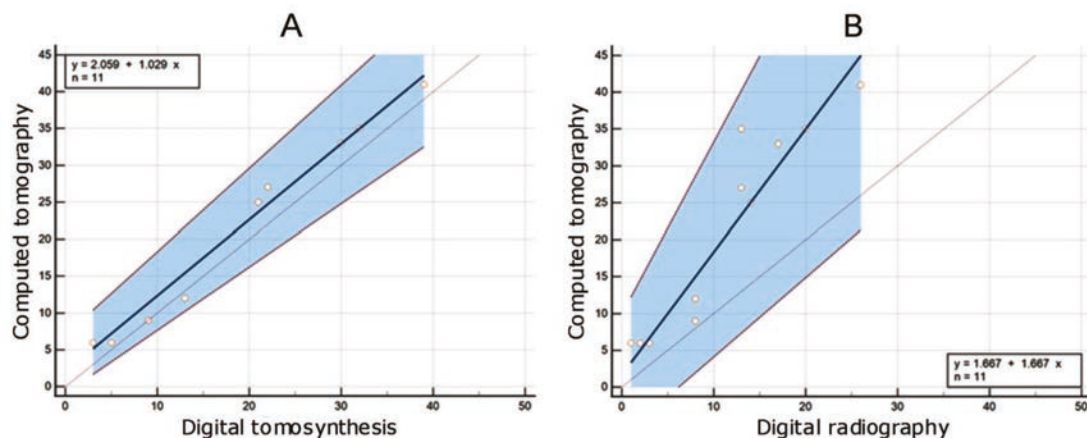 A
y = 2.059 + 1.029 x
n = 11
45
40
35
30
25
20
15
10
5
0
Computed tomography
0 10 20 30 40 50
Digital tomosynthesis
B
45
40
35
30
25
20
15
10
5
0
Computed tomography
y = 1.667 + 1.667 x
n = 11
0 10 20 30 40 50
Digital radiography